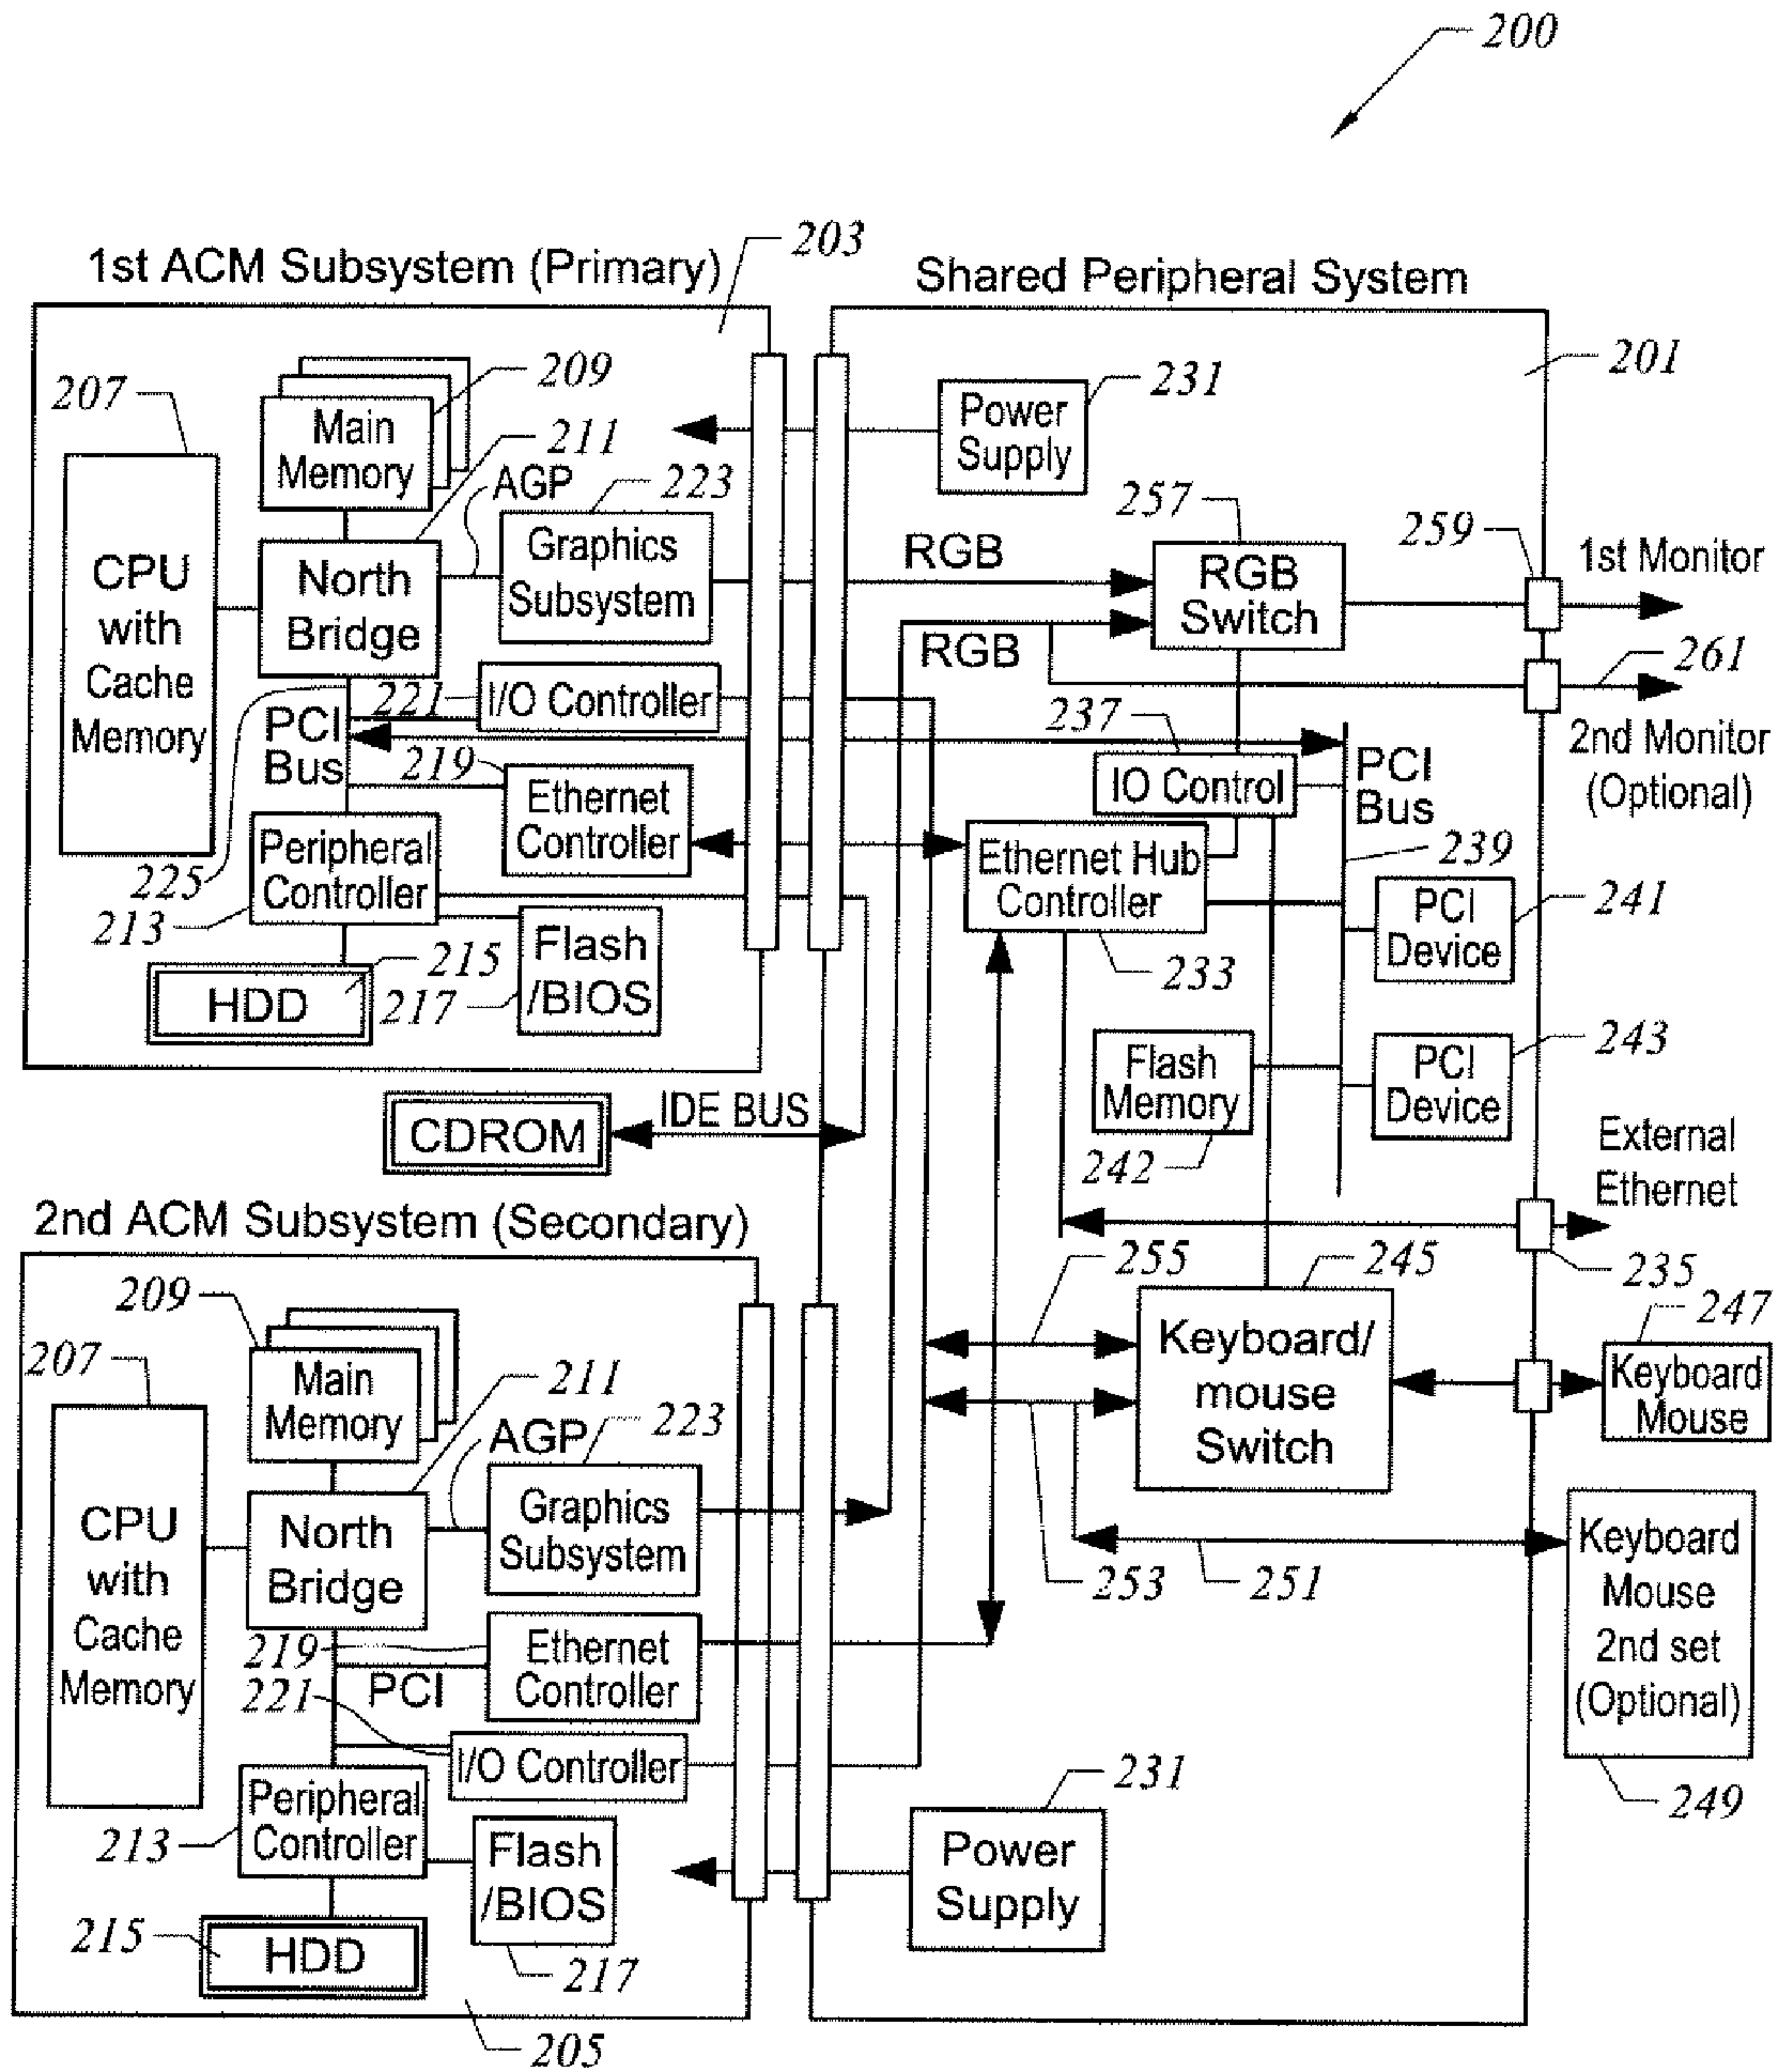 200
203
1st ACM Subsystem (Primary)
Shared Peripheral System
201
207
209
Main
Memory
211
AGP
223
231
Power
Supply
CPU
with
Cache
Memory
North
Bridge
Graphics
Subsystem
RGB
257
RGB
Switch
259
1st Monitor
RGB
261
225
PCI
Bus
221
I/O Controller
237
2nd Monitor
(Optional)
219
Ethernet
Controller
IO Control
PCI
Bus
239
Peripheral
Controller
213
Ethernet Hub
Controller
233
PCI
Device
241
HDD
215
217
Flash
/BIOS
Flash
Memory
242
PCI
Device
243
CDROM
IDE BUS
External
Ethernet
235
2nd ACM Subsystem (Secondary)
209
207
Main
Memory
211
AGP
223
255
245
Keyboard/
mouse
Switch
247
Keyboard
Mouse
CPU
with
Cache
Memory
North
Bridge
Graphics
Subsystem
253
251
Keyboard
Mouse
2nd set
(Optional)
249
219
PCI
Ethernet
Controller
221
I/O Controller
Peripheral
Controller
213
Flash
/BIOS
217
231
Power
Supply
215
HDD
205